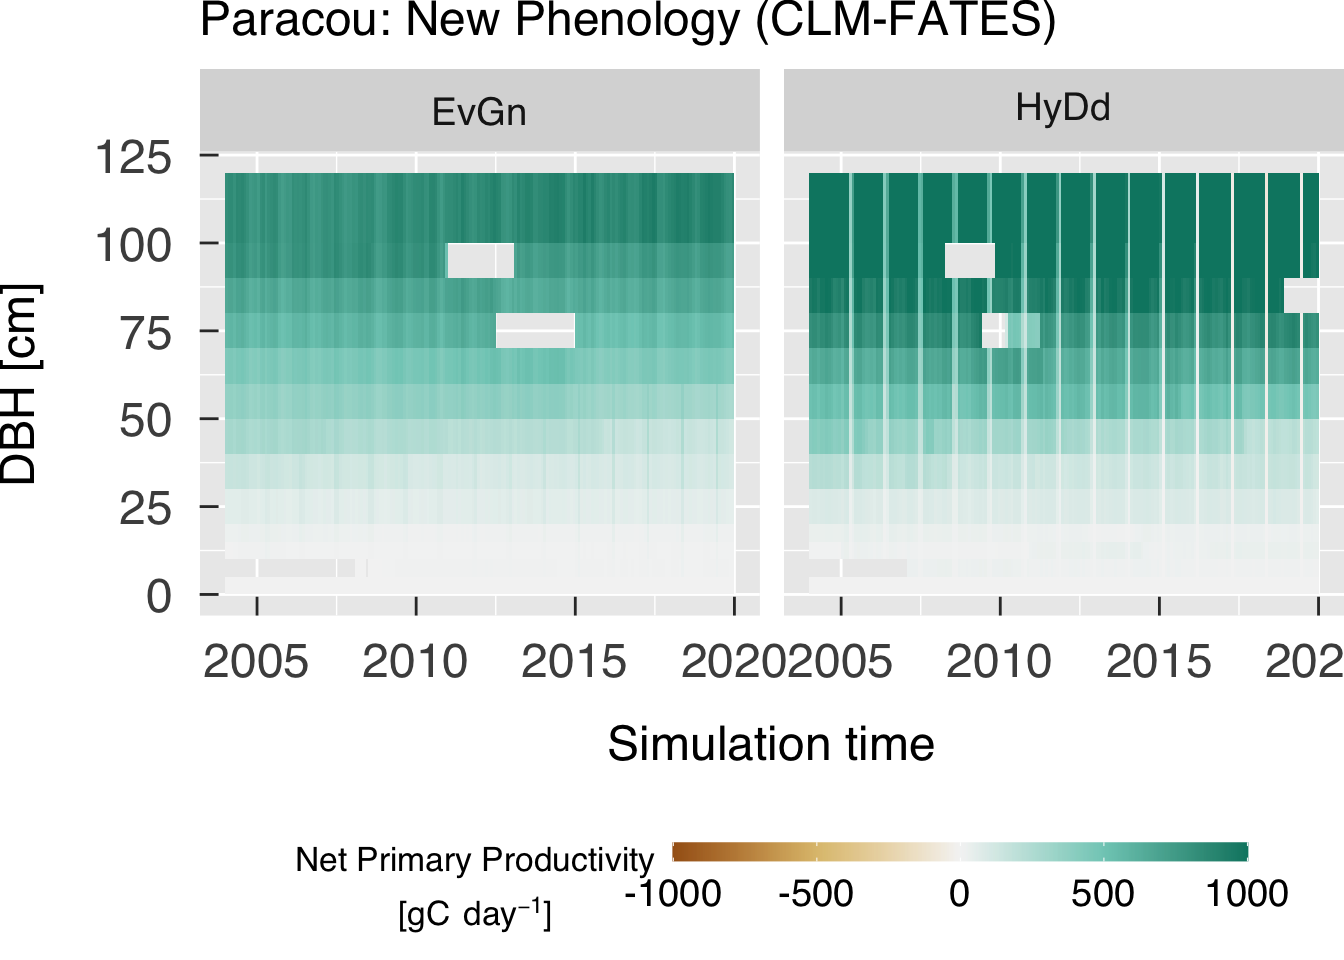 Paracou: New Phenology (CLM-FATES)
EvGn
HyDd
DBH [cm]
125
100
75
50
25
0
2005 2010 2015 2020
2005 2010 2015 202
Simulation time
Net Primary Productivity
[gC day⁻¹]
-1000 -500 0 500 1000